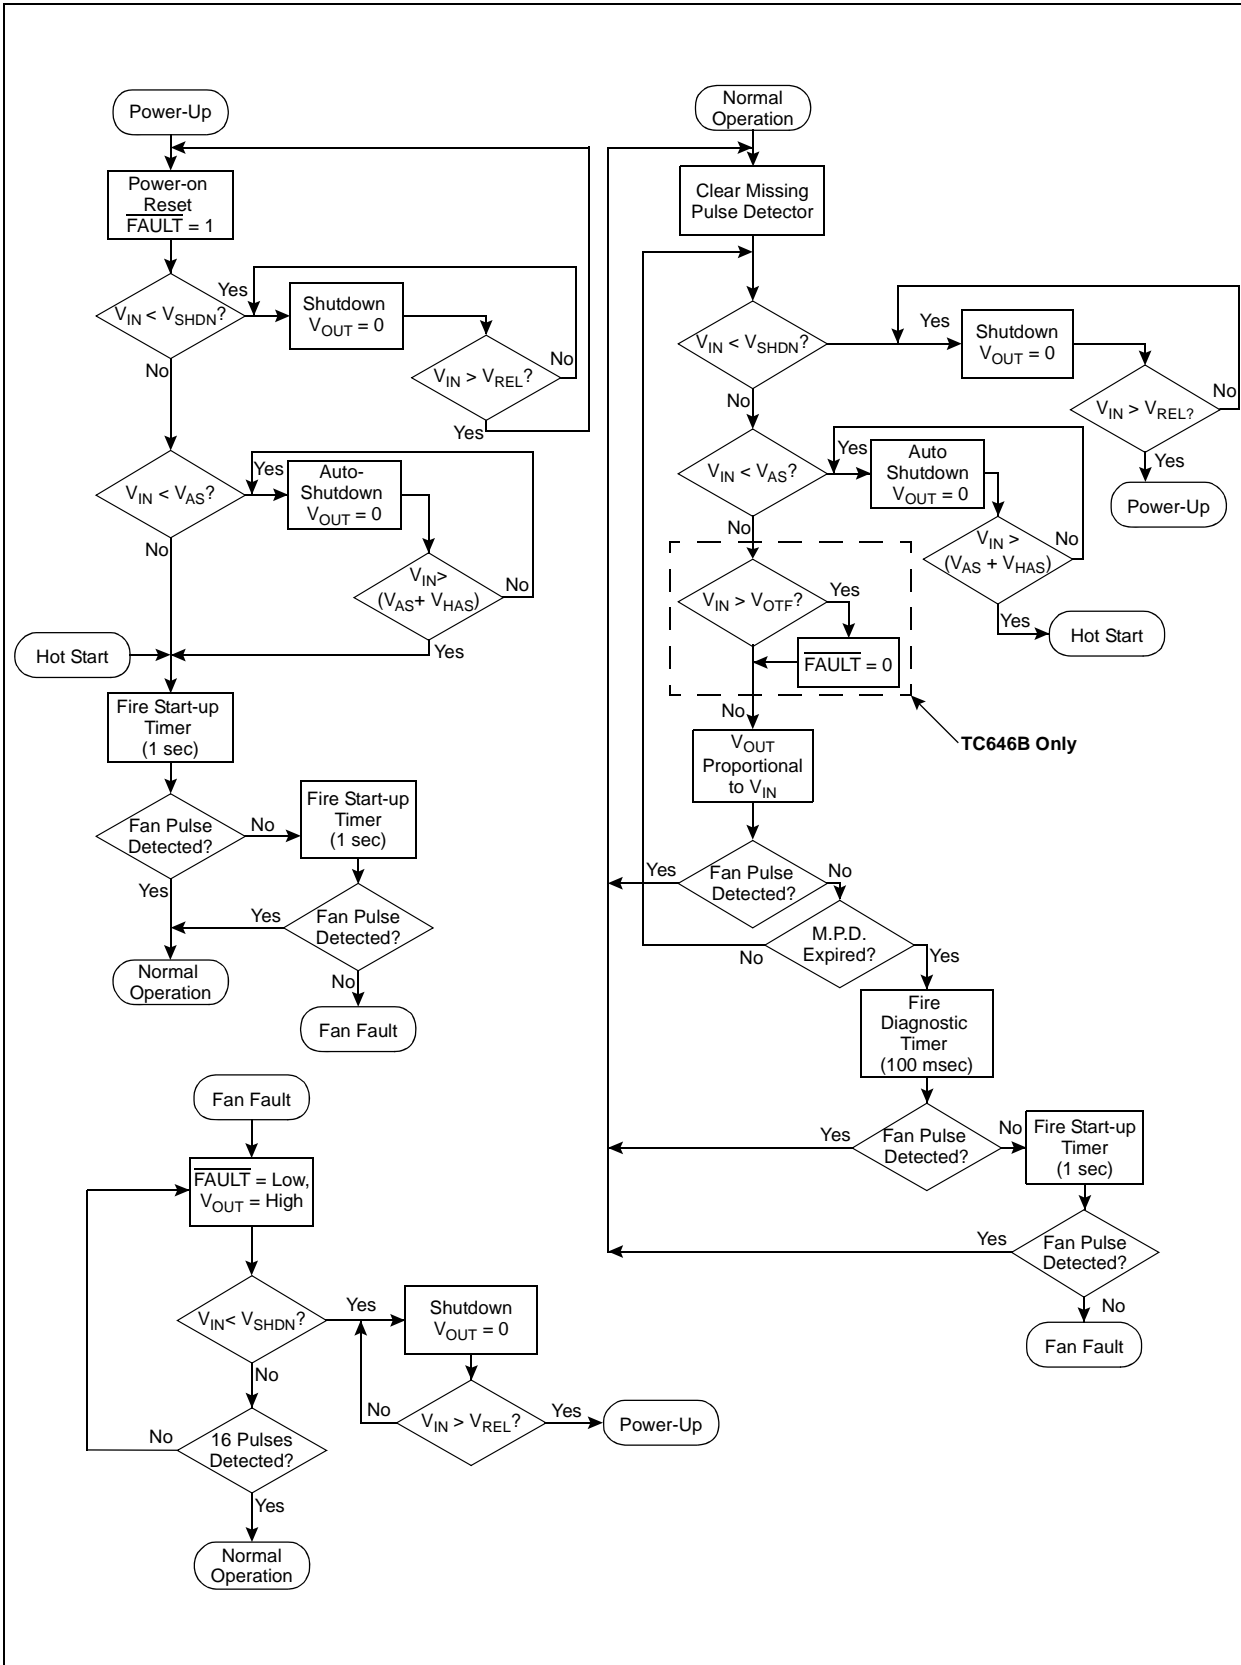 Power-Up
Power-on
Reset
FAULT = 1
VIN < VSHDN?
Yes
Shutdown
VOUT = 0
VIN > VREL?
No
Yes
No
VIN < VAS?
Yes
Auto-
Shutdown
VOUT = 0
VIN>
(VAS+ VHAS)
No
Yes
No
Hot Start
Fire Start-up
Timer
(1 sec)
Fan Pulse
Detected?
No
Fire Start-up
Timer
(1 sec)
Yes
Fan Pulse
Detected?
Yes
No
Normal
Operation
Fan Fault
Fan Fault
FAULT = Low,
VOUT = High
VIN< VSHDN?
Yes
Shutdown
VOUT = 0
No
VIN > VREL?
No
Yes
Power-Up
16 Pulses
Detected?
No
Yes
Normal
Operation
Normal
Operation
Clear Missing
Pulse Detector
VIN < VSHDN?
Yes
Shutdown
VOUT = 0
VIN > VREL?
No
Yes
Power-Up
No
VIN < VAS?
Yes
Auto
Shutdown
VOUT = 0
VIN >
(VAS + VHAS)
No
Yes
Hot Start
No
VIN > VOTF?
Yes
FAULT = 0
No
TC646B Only
VOUT
Proportional
to VIN
Fan Pulse
Detected?
Yes
No
M.P.D.
Expired?
No
Yes
Fire
Diagnostic
Timer
(100 msec)
Fan Pulse
Detected?
Yes
No
Fire Start-up
Timer
(1 sec)
Fan Pulse
Detected?
Yes
No
Fan Fault